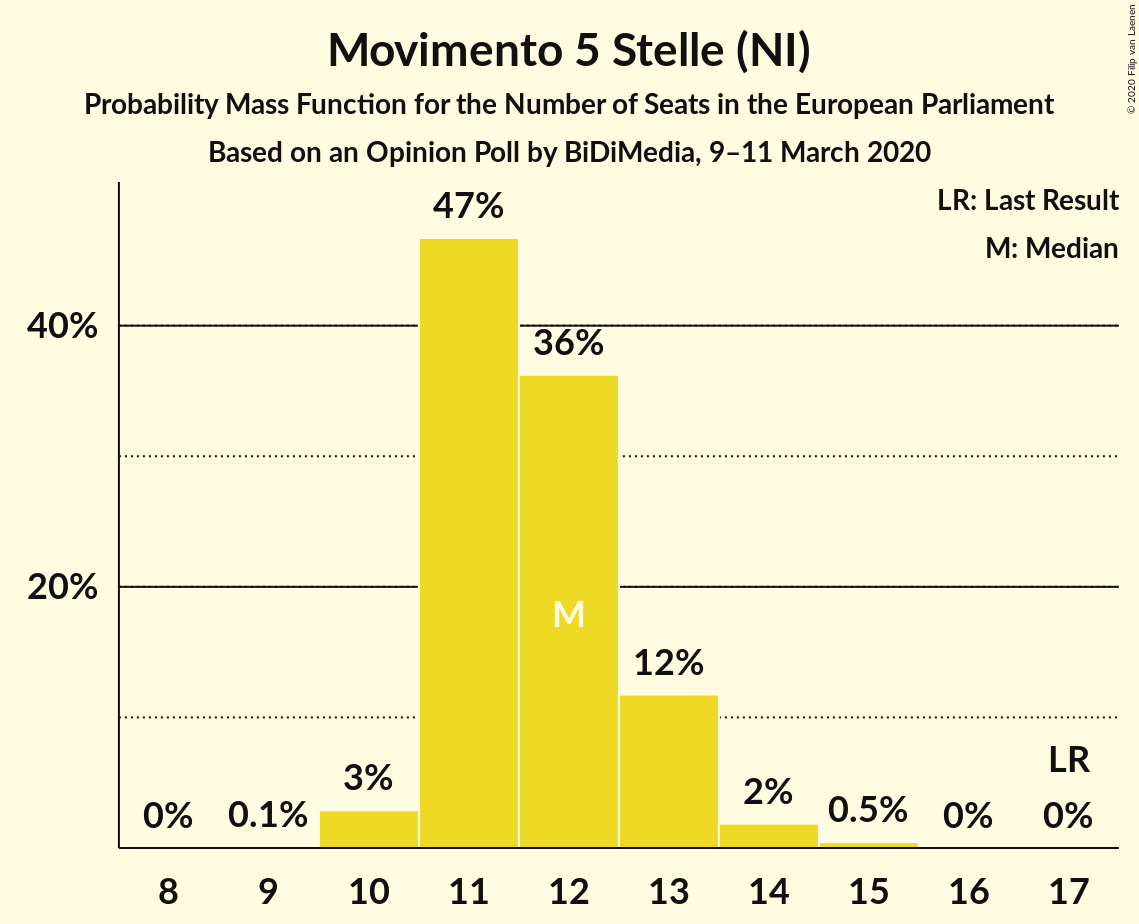 Movimento 5 Stelle (NI)
Probability Mass Function for the Number of Seats in the European Parliament
Based on an Opinion Poll by BiDiMedia, 9–11 March 2020
© 2020 Filip van Laenen
LR: Last Result
M: Median
47%
40%
36%
20%
M
12%
LR
3%
2%
0%
0.1%
0.5%
0%
0%
8 9 10 11 12 13 14 15 16 17